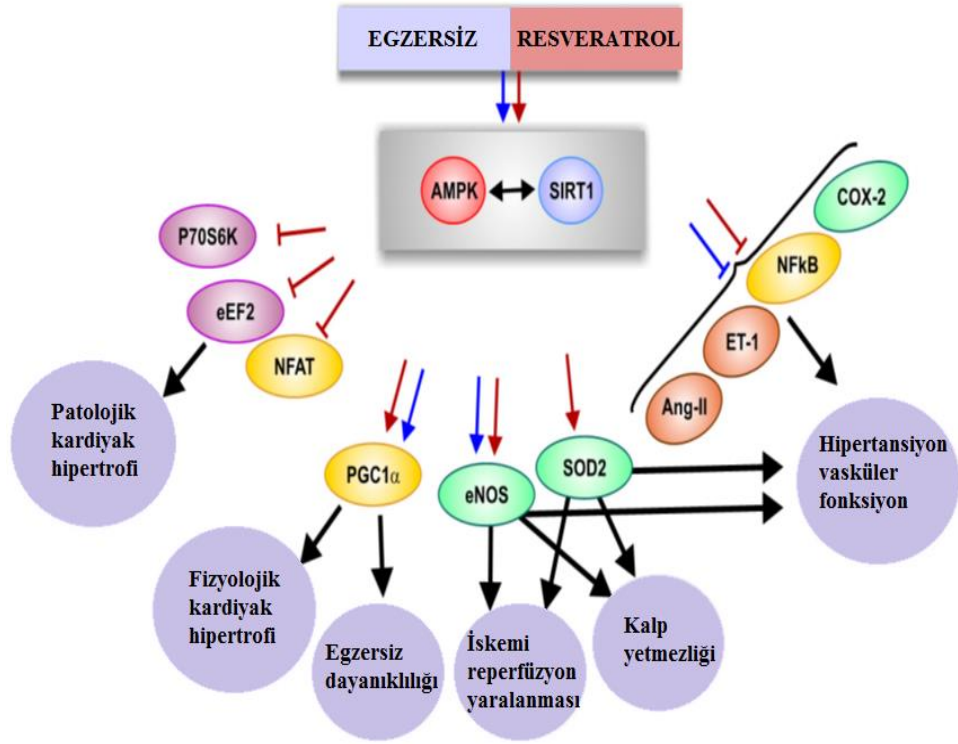 EGZERSİZ
RESVERATROL
AMPK
SIRT1
COX-2
NFkB
ET-1
Ang-II
P70S6K
eEF2
NFAT
Patolojik
kardiyak
hipertrofi
PGC1α
eNOS
SOD2
Hipertansiyon
vasküler
fonksiyon
Fizyolojik
kardiyak
hipertrofi
Egzersiz
dayanıklılığı
İskemi
reperfüzyon
yaralanması
Kalp
yetmezliği